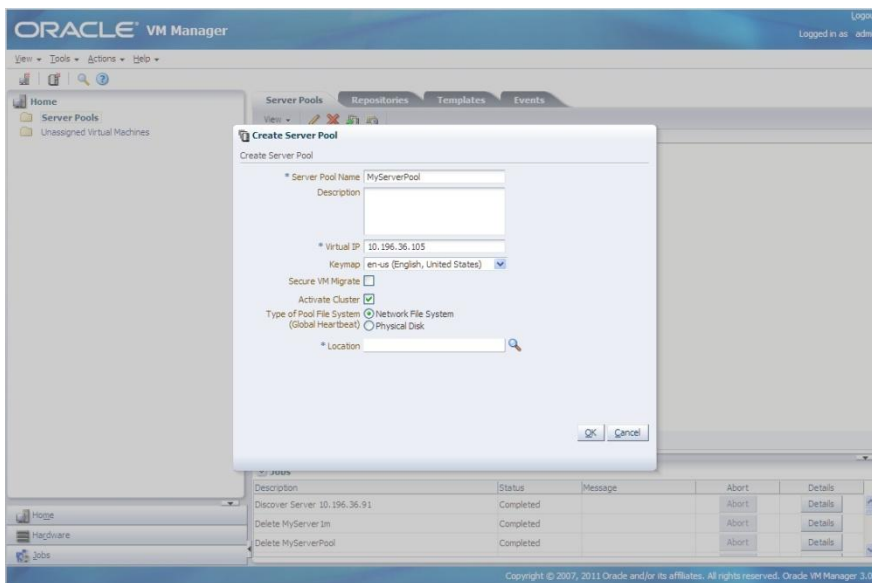 ORACLE VM Manager
Logou
Logged in as adm
View Tools Actions Help
Home
Server Pools
Unassigned Virtual Machines
Server Pools Repositories Templates Events
View
Create Server Pool
Create Server Pool
* Server Pool Name MyServerPool
Description
* Virtual IP 10.196.36.105
Keymap en-us (English, United States)
Secure VM Migrate
Activate Cluster
Type of Pool File System Network File System
(Global Heartbeat) Physical Disk
* Location
OK Cancel
Jobs
Description Status Message Abort Details
Discover Server 10.196.36.91 Completed Abort Details
Delete MyServer1m Completed Abort Details
Delete MyServerPool Completed Abort Details
Home
Hardware
Jobs
Copyright © 2007, 2011 Oracle and/or its affiliates. All rights reserved. Oracle VM Manager 3.0